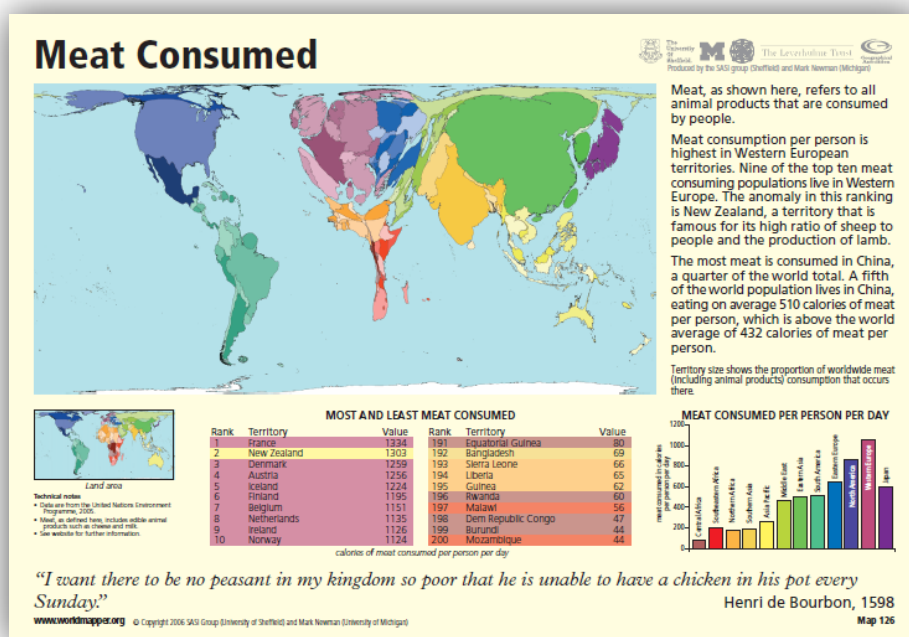 Meat Consumed
The
University
Of
Sheffield.
The Leverhulme Trust
Produced by the SASI group (Sheffield) and Mark Newman (Michigan)
Meat, as shown here, refers to all
animal products that are consumed
by people.
Meat consumption per person is
highest in Western European
territories. Nine of the top ten meat
consuming populations live in Western
Europe. The anomaly in this ranking
is New Zealand, a territory that is
famous for its high ratio of sheep to
people and the production of lamb.
The most meat is consumed in China,
a quarter of the world total. A fifth
of the world population lives in China,
eating on average 510 calories of meat
per person, which is above the world
average of 432 calories of meat per
person.
Territory size shows the proportion of worldwide meat
(including animal products) consumption that occurs
there.
Land area
Technical notes
• Data are from the United Nations Environment
Programme, 2005.
• Meat, as defined here, includes edible animal
products such as cheese and milk.
• See website for further information.
MOST AND LEAST MEAT CONSUMED
Rank Territory Value
1 France 1334
2 New Zealand 1303
3 Denmark 1259
4 Austria 1256
5 Iceland 1224
6 Finland 1195
7 Belgium 1151
8 Netherlands 1135
9 Ireland 1126
10 Norway 1124
Rank Territory Value
191 Equatorial Guinea 80
192 Bangladesh 69
193 Sierra Leone 66
194 Liberia 65
195 Guinea 62
196 Rwanda 60
197 Malawi 56
198 Dem Republic Congo 47
199 Burundi 44
200 Mozambique 44
calories of meat consumed per person per day
MEAT CONSUMED PER PERSON PER DAY
meat consumed in calories
per person per day
1200
1000
800
600
400
200
0
Central Africa
Southeastern Africa
Northern Africa
Southern Asia
Asia Pacific
Middle East
Eastern Asia
South America
Eastern Europe
North America
Western Europe
Japan
“I want there to be no peasant in my kingdom so poor that he is unable to have a chicken in his pot every
Sunday.”
Henri de Bourbon, 1598
www.worldmapper.org © Copyright 2006 SASI Group (University of Sheffield) and Mark Newman (University of Michigan)
Map 126